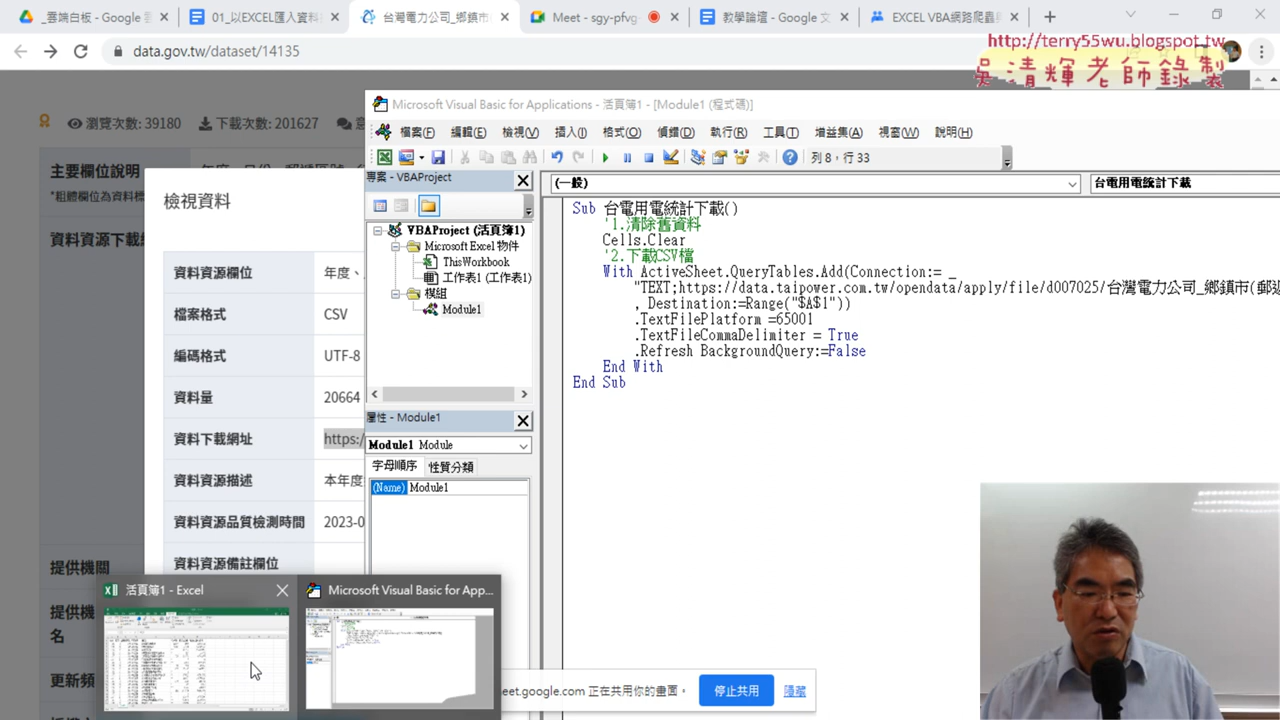 _雲端白板 - Google 雲
01_以EXCEL匯入資料
台灣電力公司_鄉鎮市
Meet - sgy-pfvg
教學論壇 - Google 文
EXCEL VBA網路爬蟲
data.gov.tw/dataset/14135
http://terry55wu.blogspot.tw
吳清輝老師錄製
瀏覽次數: 39180
下載次數: 201627
主要欄位說明
*粗體欄位為資料標
資料資源下載
提供機關
提供機
名
更新頻
檢視資料
資料資源欄位
年度、
檔案格式
CSV
編碼格式
UTF-8
資料量
20664
資料下載網址
https:/
資料資源描述
本年度
資料資源品質檢測時間
2023-0
資料資源備註欄位
Microsoft Visual Basic for Applications - 活頁簿1 - [Module1 (程式碼)]
檔案(F)
編輯(E)
檢視(V)
插入(I)
格式(O)
偵錯(D)
執行(R)
工具(T)
增益集(A)
視窗(W)
說明(H)
列 8，行 33
專案 - VBAProject
VBAProject (活頁簿1)
Microsoft Excel 物件
ThisWorkbook
工作表1 (工作表1)
模組
Module1
屬性 - Module1
Module1 Module
字母順序
性質分類
(Name) Module1
(一般)
台電用電統計下載
Sub 台電用電統計下載()
'1.清除舊資料
Cells.Clear
'2.下載CSV檔
With ActiveSheet.QueryTables.Add(Connection:= _
"TEXT;https://data.taipower.com.tw/opendata/apply/file/d007025/台灣電力公司_鄉鎮市(郵遞
, Destination:=Range("$A$1"))
.TextFilePlatform =65001
.TextFileCommaDelimiter = True
.Refresh BackgroundQuery:=False
End With
End Sub
活頁簿1 - Excel
Microsoft Visual Basic for App...
eet.google.com 正在共用你的畫面。
停止共用
隱藏